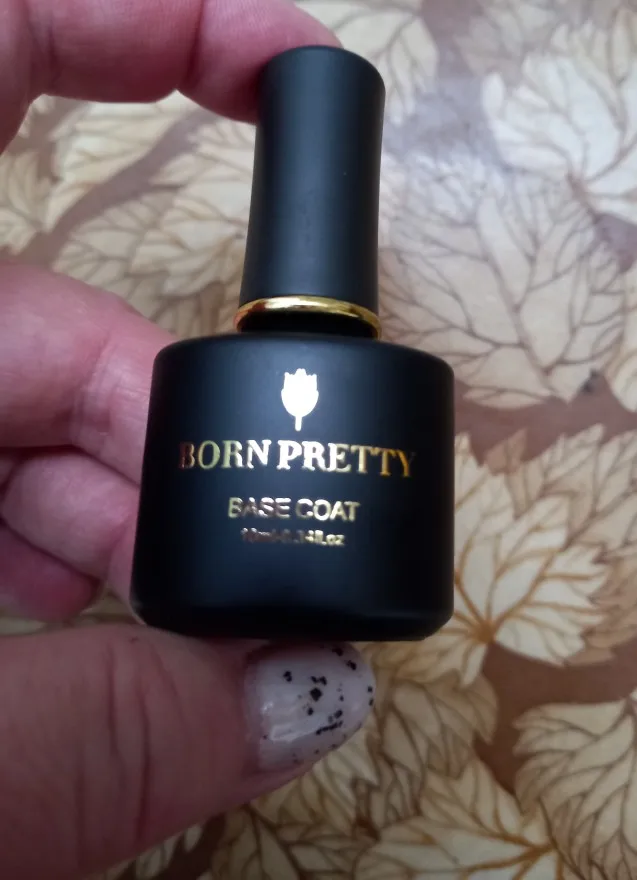 BORN PRETTY
BASE COAT
10ml-0.34fl.oz